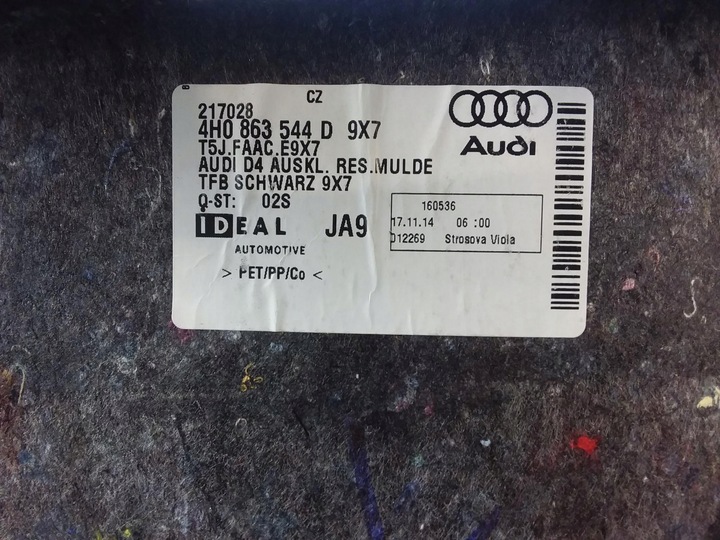 CZ
217028
4H0 863 544 D 9X7
T5J.FAAC.E9X7
AUDI D4 AUSKL. RES.MULDE
TFB SCHWARZ 9X7
Q-ST: 02S
IDEAL JA9
AUTOMOTIVE
> PET/PP/Co <
Audi
160536
17.11.14 06:00
D12269 Strosova Viola